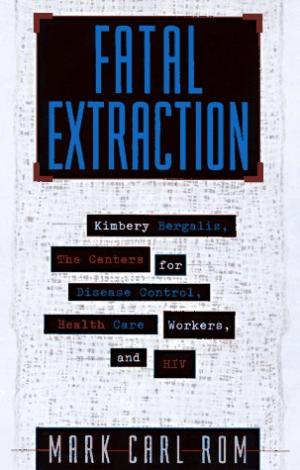 FATAL
EXTRACTION
Kimbery Bergalis,
The Centers for
Disease Control,
Health Care Workers,
and HIV
MARK CARL ROM